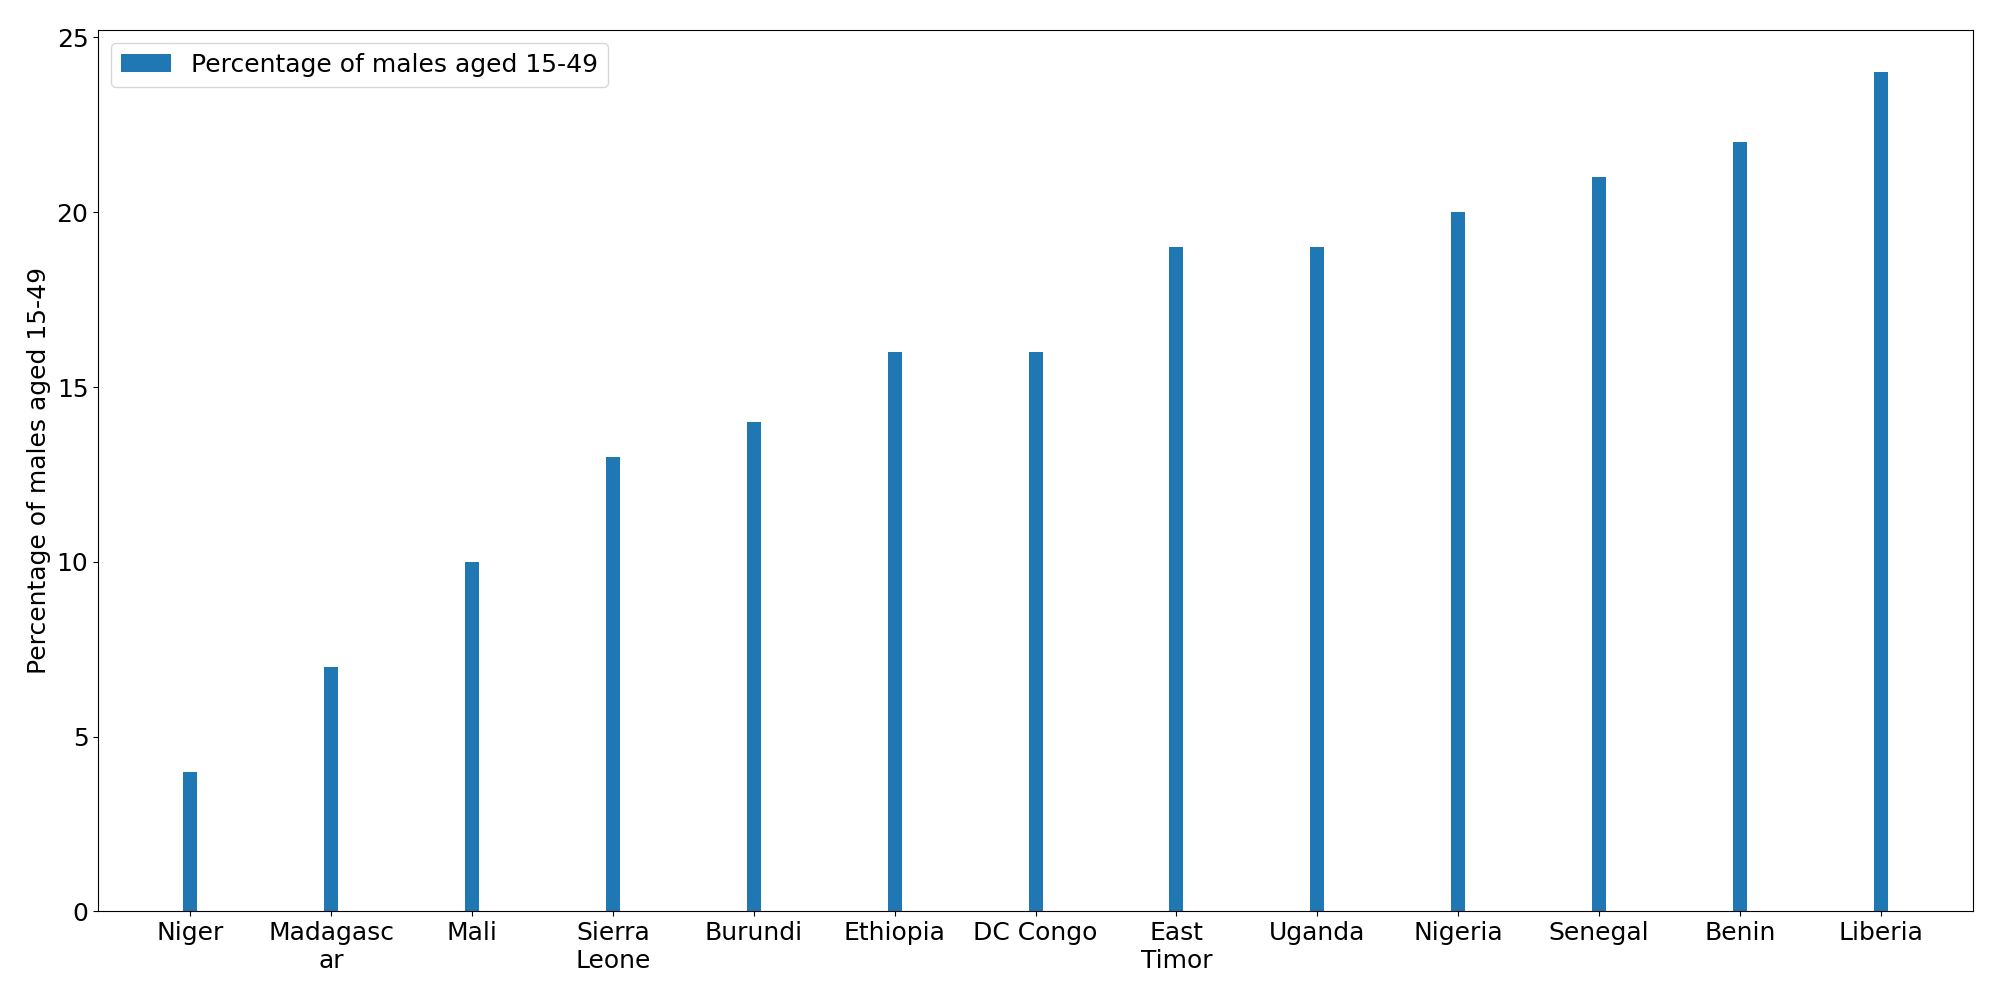 25
20
15
10
5
0
Percentage of males aged 15-49
Percentage of males aged 15-49
Niger
Madagasc
ar
Mali
Sierra
Leone
Burundi
Ethiopia
DC Congo
East
Timor
Uganda
Nigeria
Senegal
Benin
Liberia